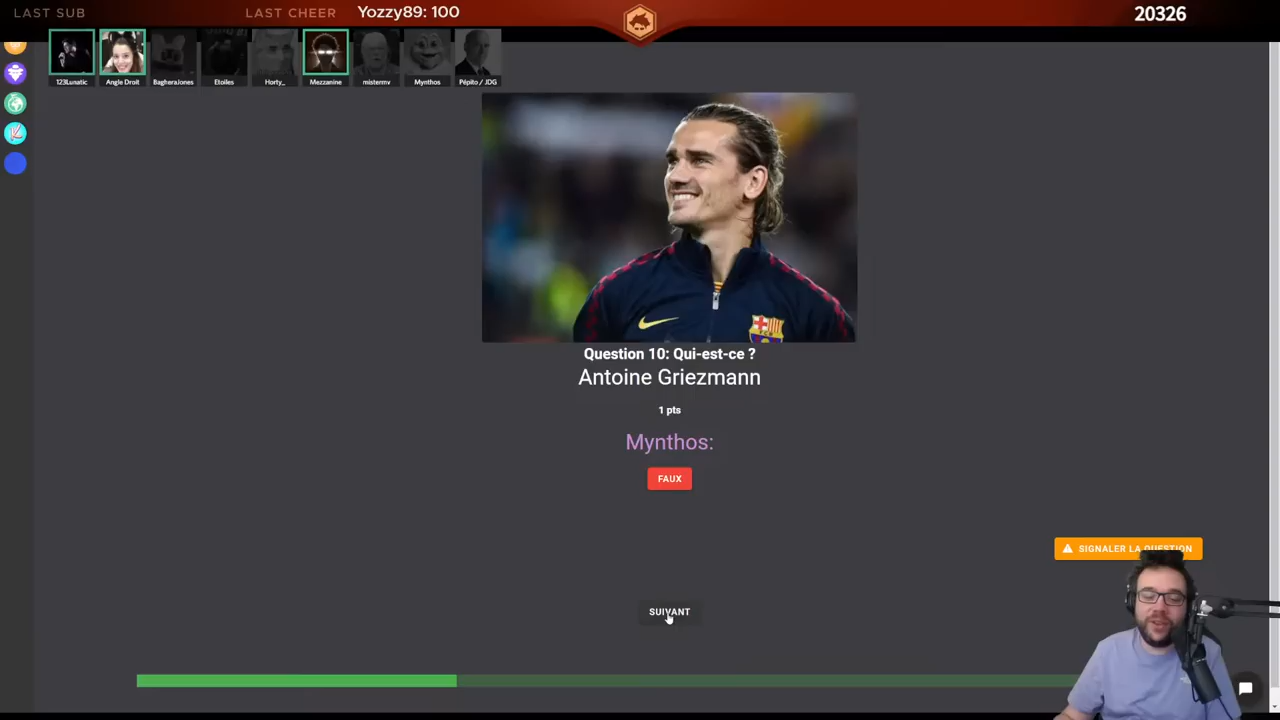 LAST SUB LAST CHEER Yozzy89: 100 20326
123Lunatic Angle Droit BagheraJones Etoiles Horty_ Mezzanine mistermv Mynthos Pépito / JDG
Question 10: Qui-est-ce ?
Antoine Griezmann
1 pts
Mynthos:
FAUX
SIGNALER LA QUESTION
SUIVANT